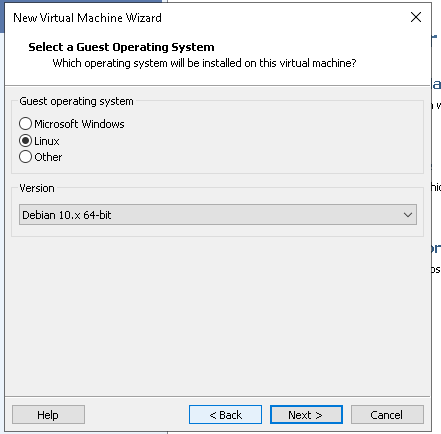 New Virtual Machine Wizard
Select a Guest Operating System
Which operating system will be installed on this virtual machine?
Guest operating system
Microsoft Windows
Linux
Other
Version
Debian 10.x 64-bit
Help
< Back
Next >
Cancel